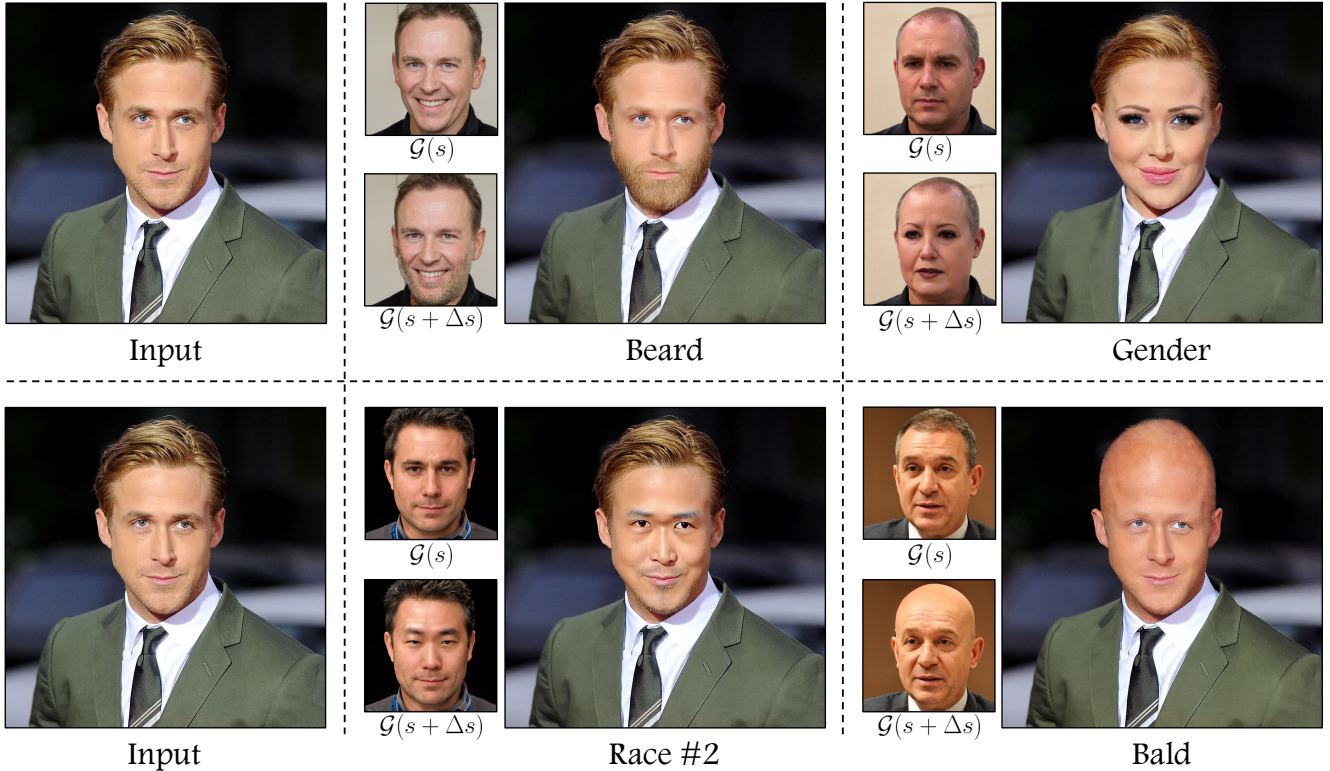 𝒢(s)
𝒢(s)
𝒢(s + Δs)
𝒢(s + Δs)
Input
Beard
Gender
𝒢(s)
𝒢(s)
𝒢(s + Δs)
𝒢(s + Δs)
Input
Race #2
Bald